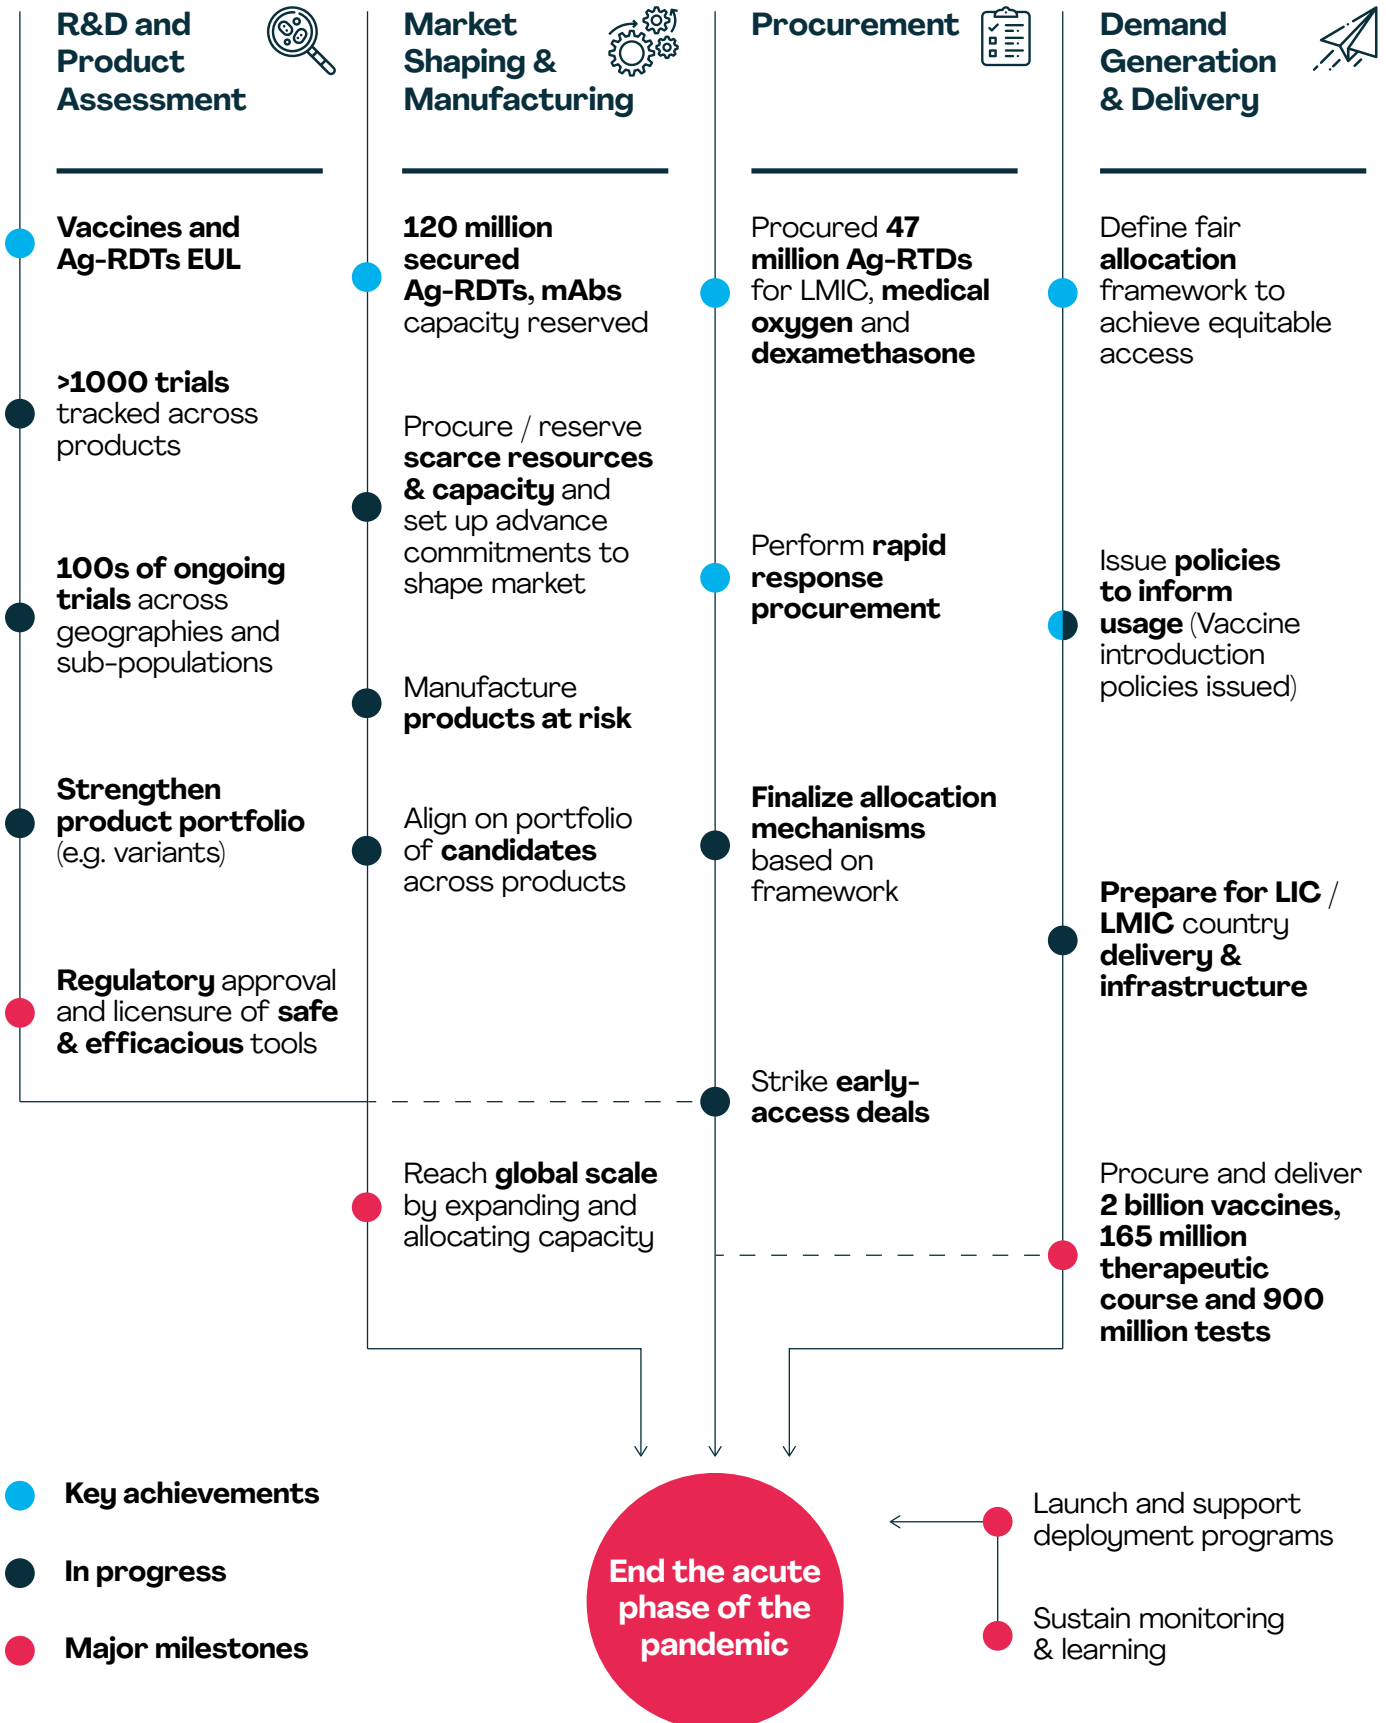 R&D and
Product
Assessment
Vaccines and
Ag-RDTs EUL
>1000 trials
tracked across
products
100s of ongoing
trials across
geographies and
sub-populations
Strengthen
product portfolio
(e.g. variants)
Regulatory approval
and licensure of safe
& efficacious tools
Market
Shaping &
Manufacturing
120 million
secured
Ag-RDTs, mAbs
capacity reserved
Procure / reserve
scarce resources
& capacity and
set up advance
commitments to
shape market
Manufacture
products at risk
Align on portfolio
of candidates
across products
Reach global scale
by expanding and
allocating capacity
Procurement
Procured 47
million Ag-RTDs
for LMIC, medical
oxygen and
dexamethasone
Perform rapid
response
procurement
Finalize allocation
mechanisms
based on
framework
Strike early-
access deals
Demand
Generation
& Delivery
Define fair
allocation
framework to
achieve equitable
access
Issue policies
to inform
usage (Vaccine
introduction
policies issued)
Prepare for LIC /
LMIC country
delivery &
infrastructure
Procure and deliver
2 billion vaccines,
165 million
therapeutic
course and 900
million tests
Key achievements
In progress
Major milestones
End the acute
phase of the
pandemic
Launch and support
deployment programs
Sustain monitoring
& learning